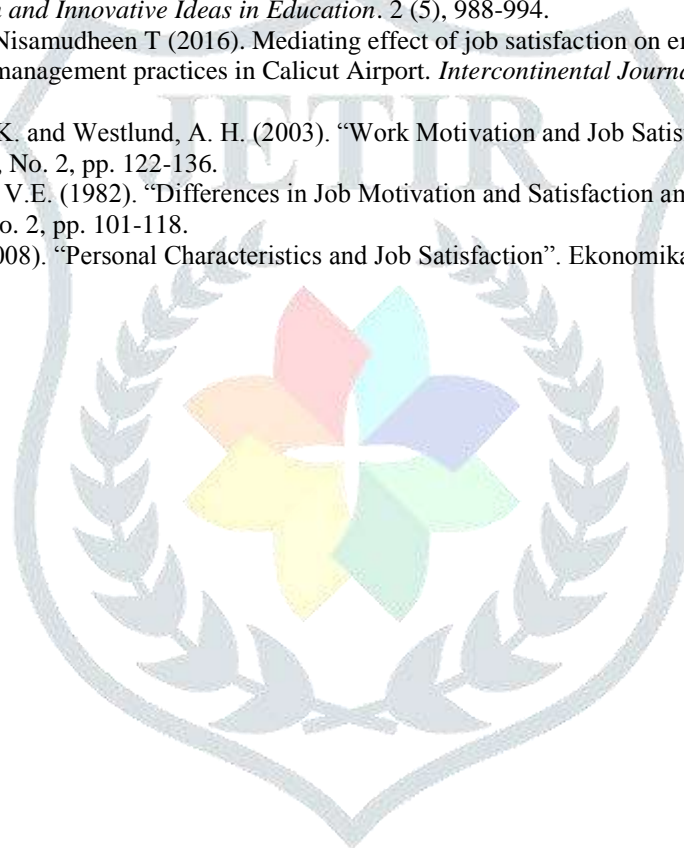 and Innovative Ideas in Education. 2 (5), 988-994.
Nisamudheen T (2016). Mediating effect of job satisfaction on
management practices in Calicut Airport. Intercontinental Journa
K. and Westlund, A. H. (2003). “Work Motivation and Job Satis
, No. 2, pp. 122-136.
V.E. (1982). “Differences in Job Motivation and Satisfaction an
o. 2, pp. 101-118.
008). “Personal Characteristics and Job Satisfaction”. Ekonomika
JETIR